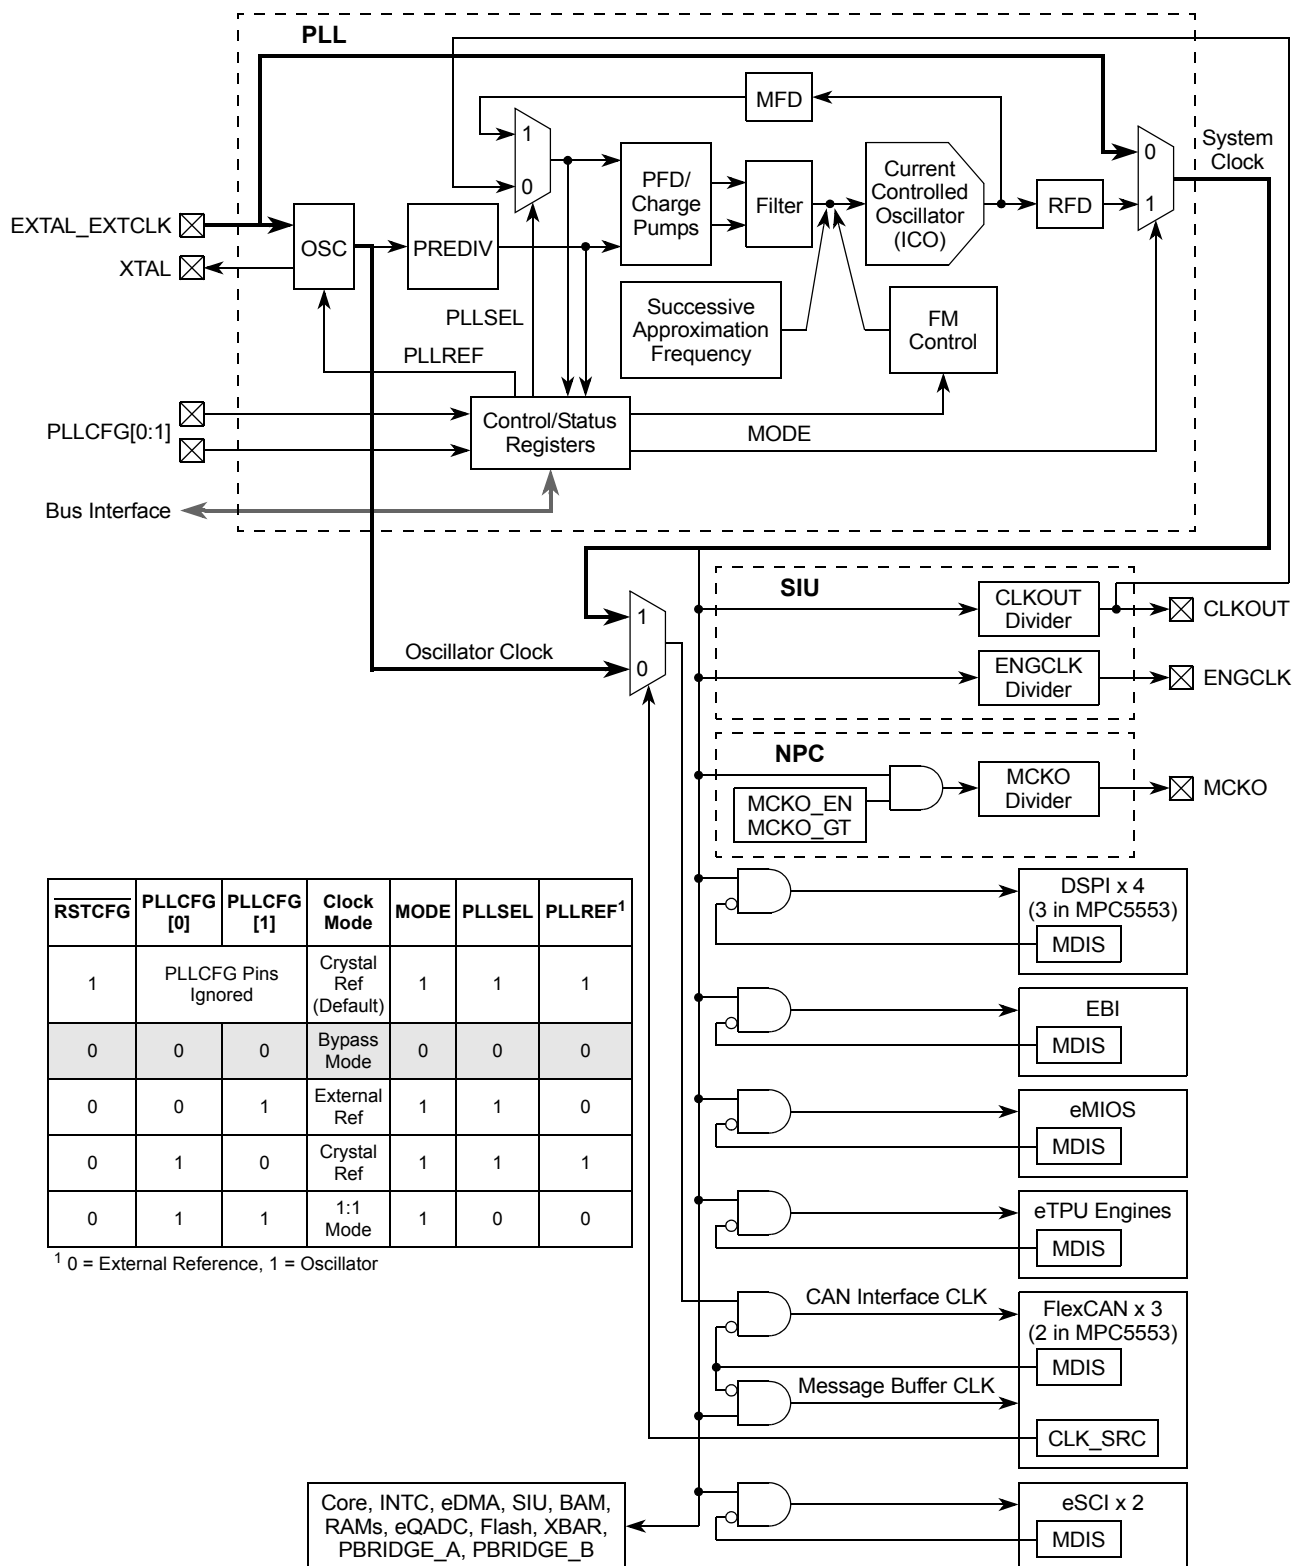 PLL
MFD
1
0
PFD/
Charge
Pumps
Filter
Current
Controlled
Oscillator
(ICO)
RFD
0
1
System
Clock
EXTAL_EXTCLK
XTAL
OSC
PREDIV
PLLSEL
PLLREF
Successive
Approximation
Frequency
FM
Control
PLLCFG[0:1]
Control/Status
Registers
MODE
Bus Interface
SIU
CLKOUT
Divider
CLKOUT
1
0
Oscillator Clock
ENGCLK
Divider
ENGCLK
NPC
MCKO_EN
MCKO_GT
MCKO
Divider
MCKO
DSPI x 4
(3 in MPC5553)
MDIS
EBI
MDIS
eMIOS
MDIS
eTPU Engines
MDIS
CAN Interface CLK
FlexCAN x 3
(2 in MPC5553)
MDIS
Message Buffer CLK
CLK_SRC
eSCI x 2
MDIS
Core, INTC, eDMA, SIU, BAM,
RAMs, eQADC, Flash, XBAR,
PBRIDGE_A, PBRIDGE_B
RSTCFG PLLCFG [0] PLLCFG [1] Clock Mode MODE PLLSEL PLLREF1
1 PLLCFG Pins Ignored Crystal Ref (Default) 1 1 1
0 0 0 Bypass Mode 0 0 0
0 0 1 External Ref 1 1 0
0 1 0 Crystal Ref 1 1 1
0 1 1 1:1 Mode 1 0 0
1 0 = External Reference, 1 = Oscillator